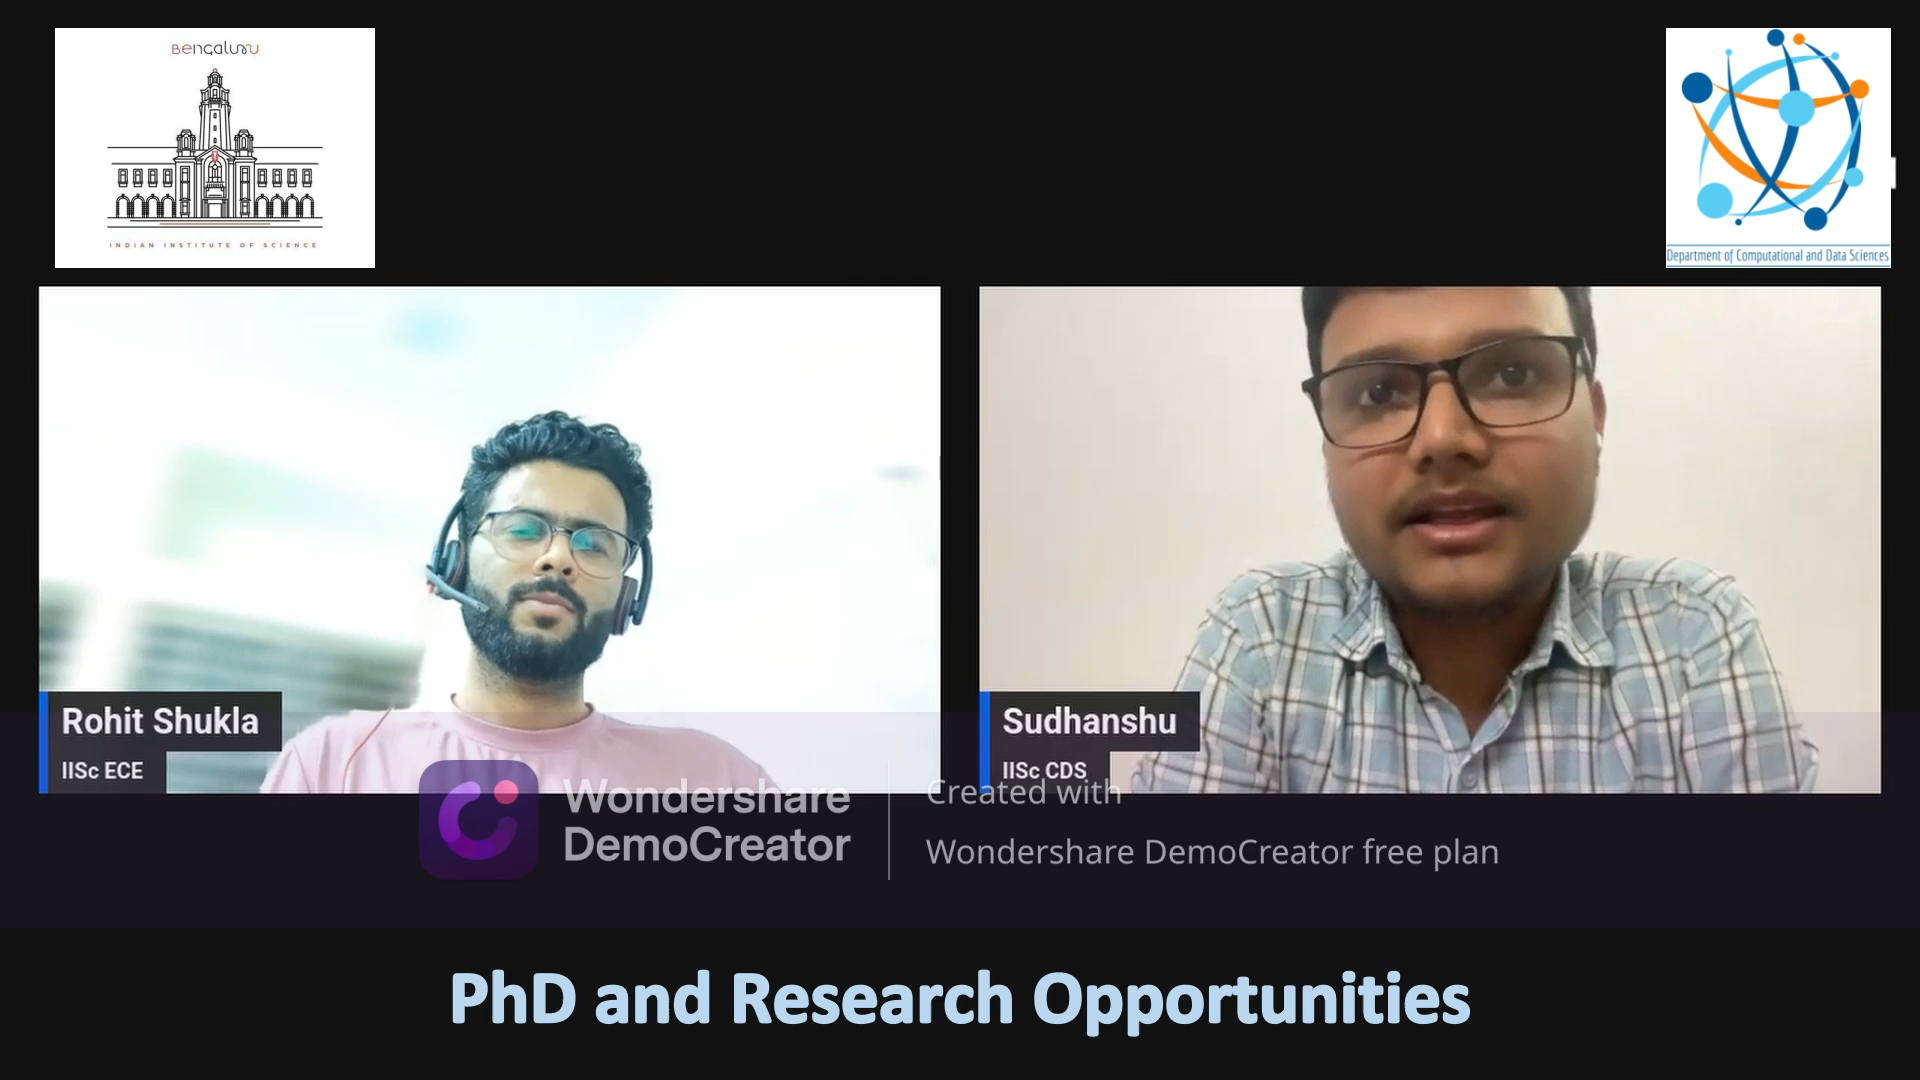 Bengaluru
INDIAN INSTITUTE OF SCIENCE
Department of Computational and Data Sciences
Rohit Shukla
IISc ECE
Sudhanshu
IISc CDS
Wondershare
DemoCreator
Created with
Wondershare DemoCreator free plan
PhD and Research Opportunities